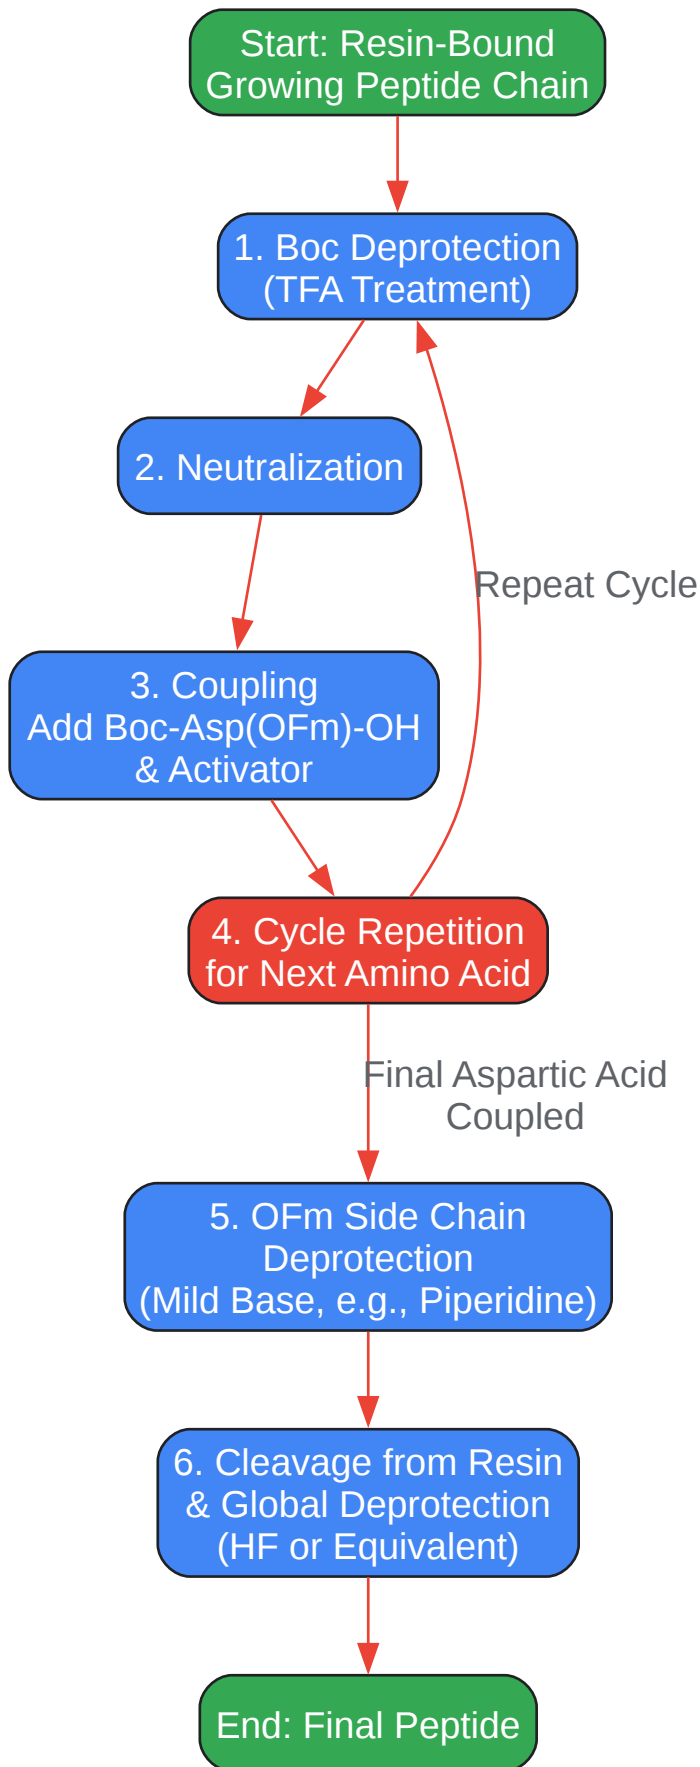 Start: Resin-Bound
Growing Peptide Chain
1. Boc Deprotection
(TFA Treatment)
2. Neutralization
Repeat Cycle
3. Coupling
Add Boc-Asp(OFm)-OH
& Activator
4. Cycle Repetition
for Next Amino Acid
Final Aspartic Acid
Coupled
5. OFm Side Chain
Deprotection
(Mild Base, e.g., Piperidine)
6. Cleavage from Resin
& Global Deprotection
(HF or Equivalent)
End: Final Peptide